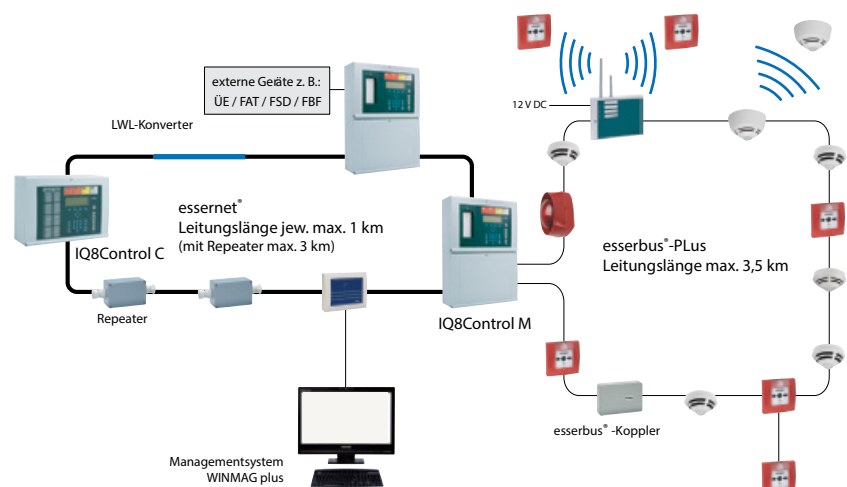 externe Geräte z. B.:
ÜE / FAT / FSD / FBF
12 V DC
LWL-Konverter
essernet®
Leitungslänge jew. max. 1 km
(mit Repeater max. 3 km)
IQ8Control C
esserbus®-PLus
Leitungslänge max. 3,5 km
Repeater
IQ8Control M
esserbus® -Koppler
Managementsystem
WINMAG plus